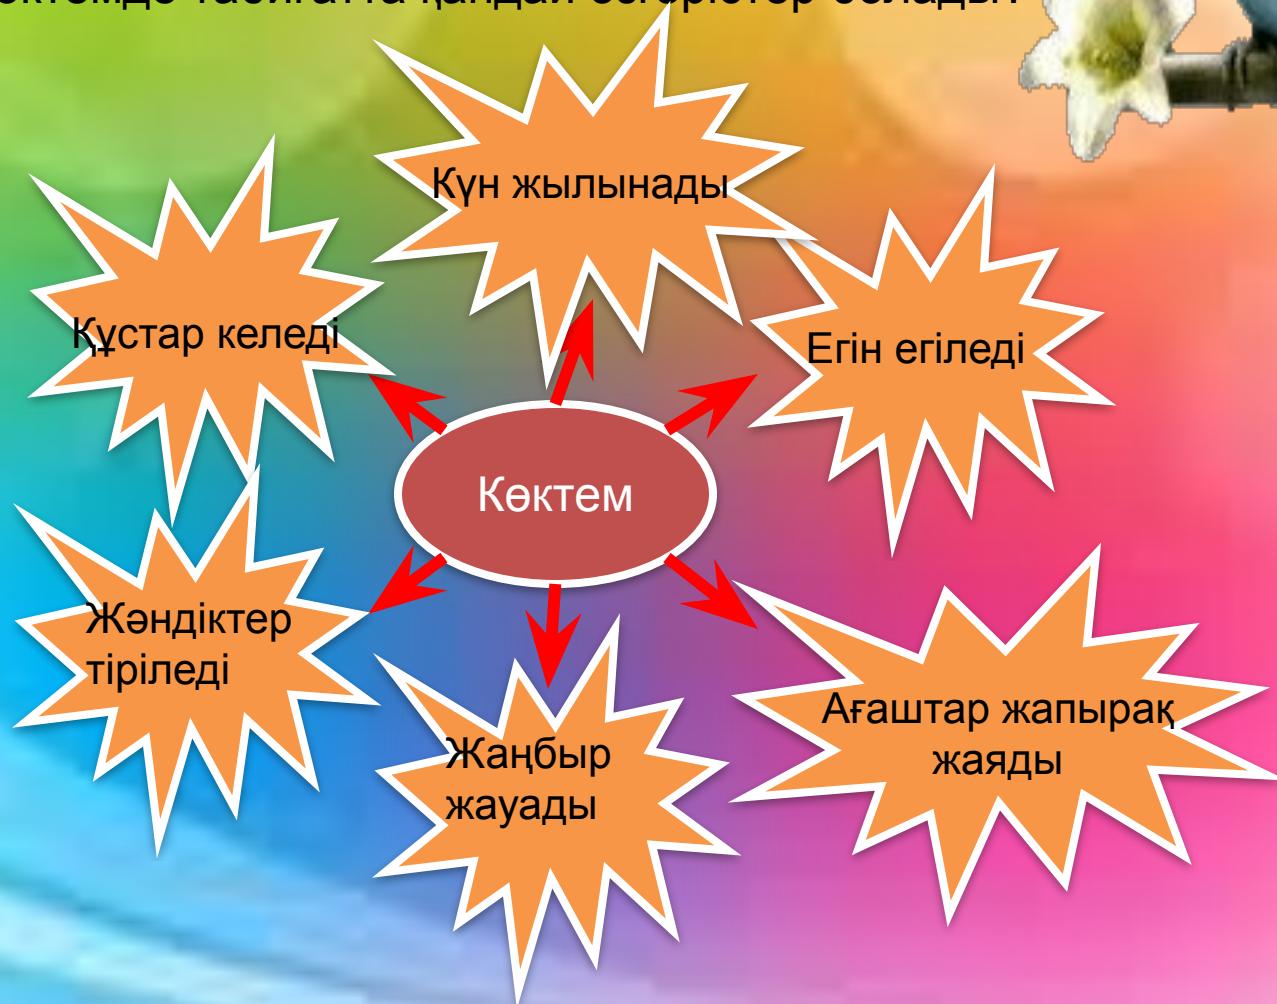 Күн жылынады
Құстар келеді
Егін егіледі
Көктем
Жәндіктер
тіріледі
Жаңбыр
жауады
Ағаштар жапырақ
жаяды